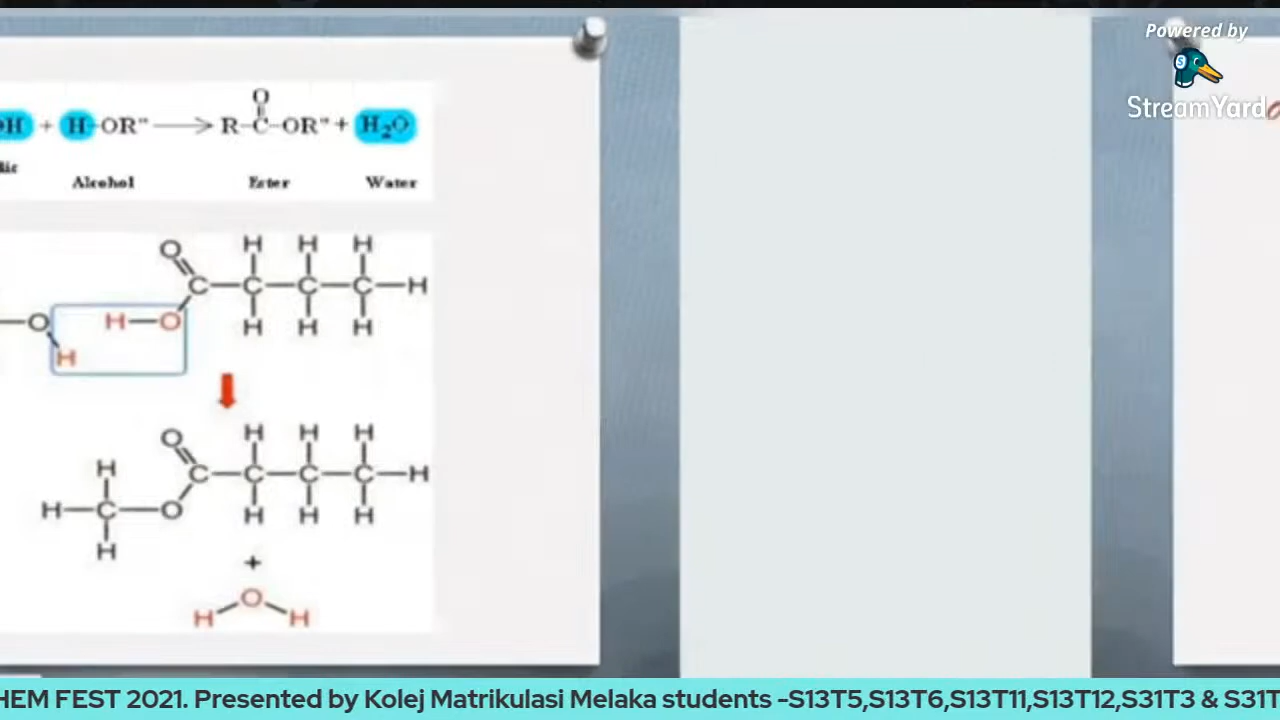 Powered by
StreamYard
H + H-OR" → R-C-OR" + H₂O
O
Alcohol Ester Water
O H H H
C C C C H
H H H
O H O
H
O H H H
H C C C C H
H C O H H H
H
+
H O H
HEM FEST 2021. Presented by Kolej Matrikulasi Melaka students -S13T5,S13T6,S13T11,S13T12,S31T3 & S31T